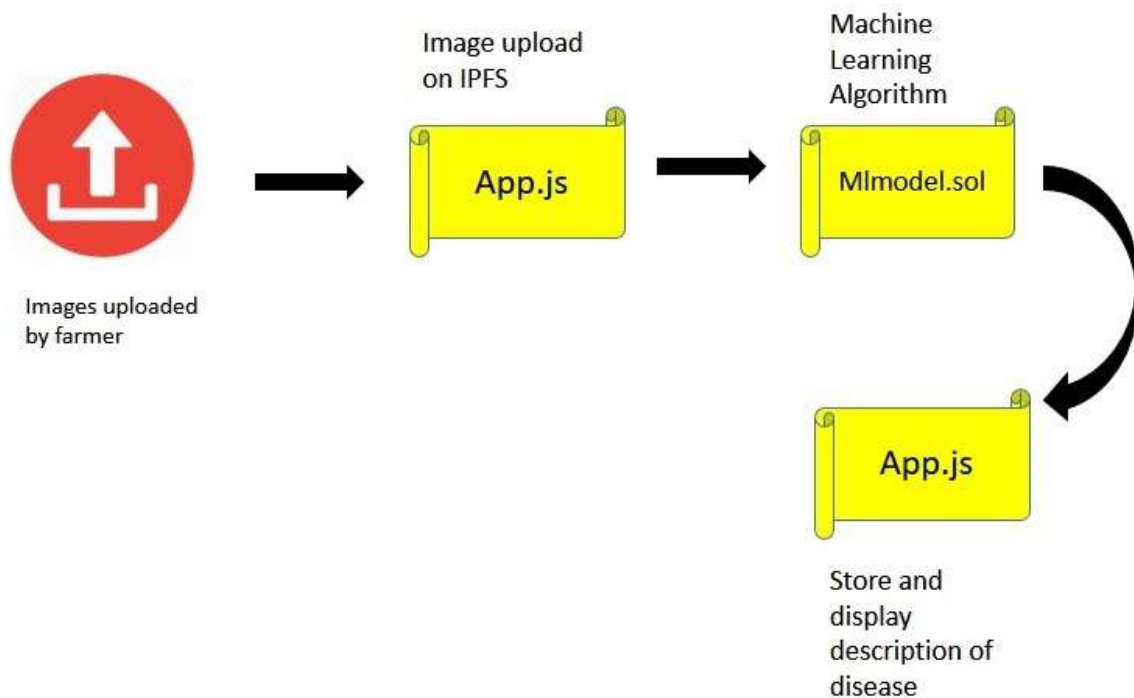 Images uploaded
by farmer
Image upload
on IPFS
App.js
Machine
Learning
Algorithm
Mlmodel.sol
App.js
Store and
display
description of
disease